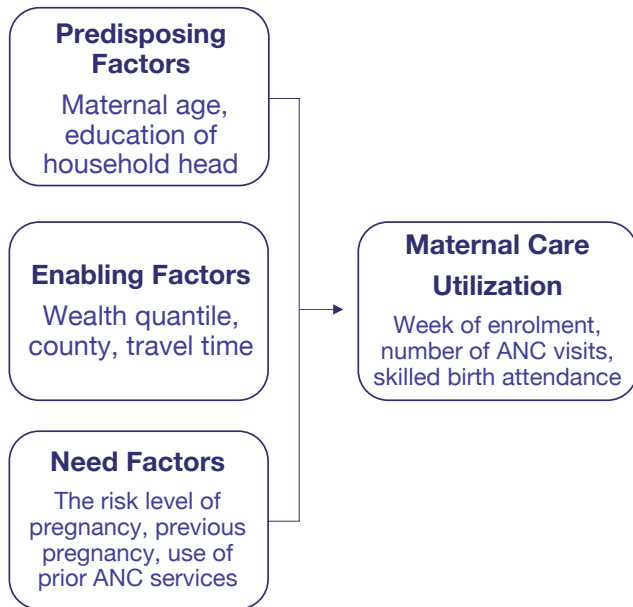 Predisposing
Factors
Maternal age,
education of
household head
Enabling Factors
Wealth quantile,
county, travel time
Need Factors
The risk level of
pregnancy, previous
pregnancy, use of
prior ANC services
Maternal Care
Utilization
Week of enrolment,
number of ANC visits,
skilled birth attendance